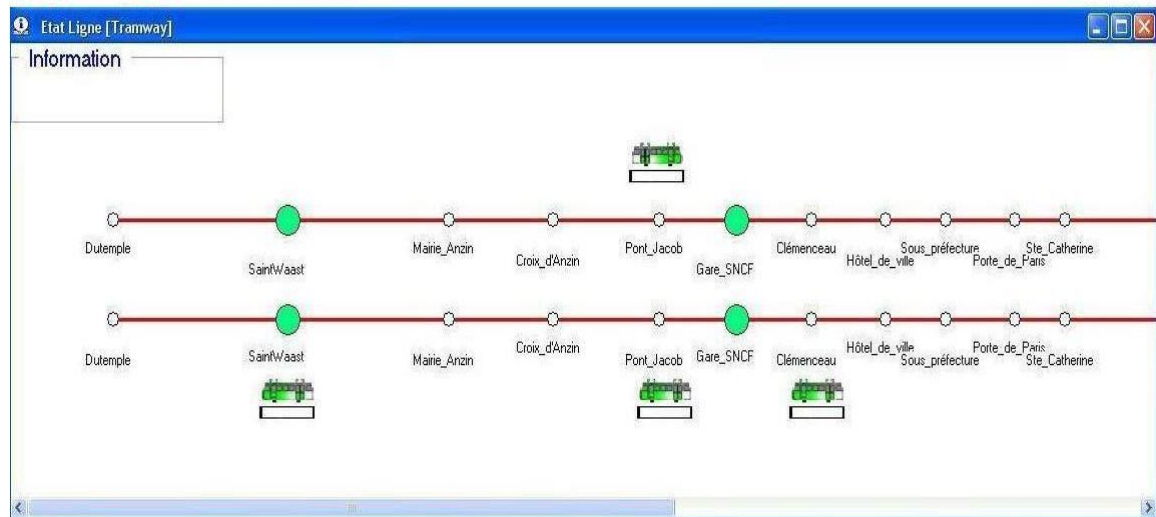 Etat Ligne [Tramway]
Information
Dutemple
SaintWaast
Mairie_Anzin
Croix_d'Anzin
Pont_Jacob
Gare_SNCF
Clémenceau
Hôtel_de_ville
Sous_préfecture
Porte_de_Paris
Ste_Catherine
Dutemple
SaintWaast
Mairie_Anzin
Croix_d'Anzin
Pont_Jacob
Gare_SNCF
Clémenceau
Hôtel_de_ville
Sous_préfecture
Porte_de_Paris
Ste_Catherine